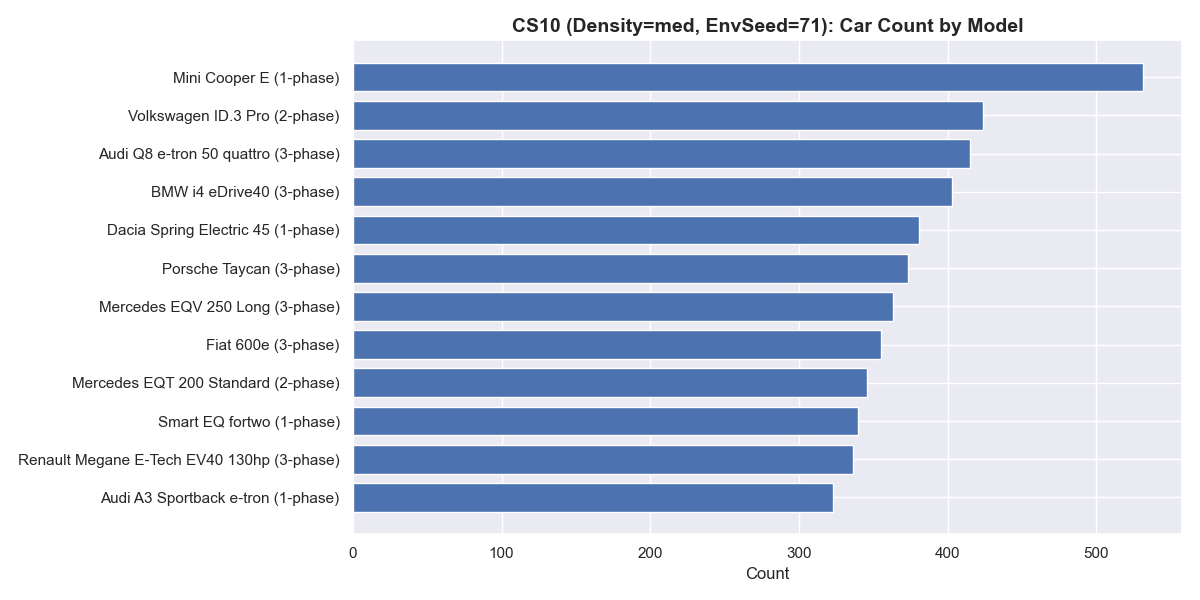 CS10 (Density=med, EnvSeed=71): Car Count by Model
Mini Cooper E (1-phase)
Volkswagen ID.3 Pro (2-phase)
Audi Q8 e-tron 50 quattro (3-phase)
BMW i4 eDrive40 (3-phase)
Dacia Spring Electric 45 (1-phase)
Porsche Taycan (3-phase)
Mercedes EQV 250 Long (3-phase)
Fiat 600e (3-phase)
Mercedes EQT 200 Standard (2-phase)
Smart EQ fortwo (1-phase)
Renault Megane E-Tech EV40 130hp (3-phase)
Audi A3 Sportback e-tron (1-phase)
0 100 200 300 400 500
Count